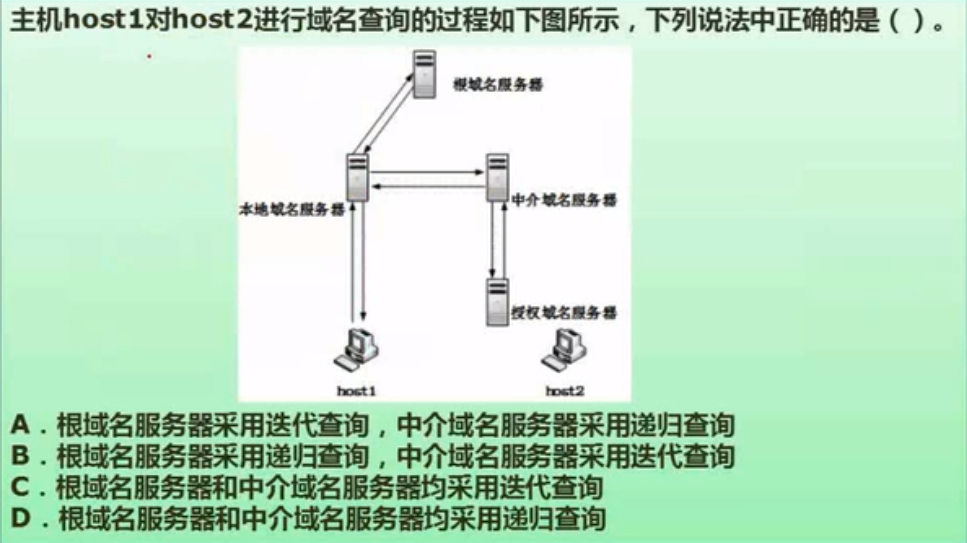 主机host1对host2进行域名查询的过程如下图所示，下列说法中正确的是（ ）。
根域名服务器
本地域名服务器
中介域名服务器
授权域名服务器
host1
host2
A．根域名服务器采用迭代查询，中介域名服务器采用递归查询
B．根域名服务器采用递归查询，中介域名服务器采用迭代查询
C．根域名服务器和中介域名服务器均采用迭代查询
D．根域名服务器和中介域名服务器均采用递归查询